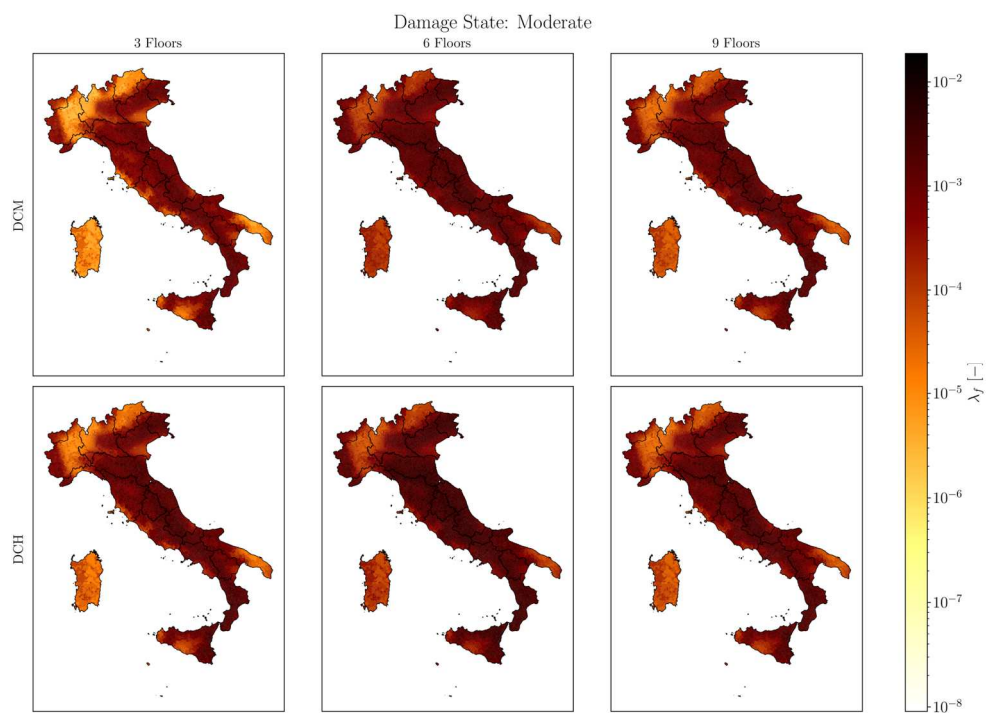 Damage State: Moderate
3 Floors
6 Floors
9 Floors
DCM
DCH
10⁻²
10⁻³
10⁻⁴
10⁻⁵
10⁻⁶
10⁻⁷
10⁻⁸
λf [−]